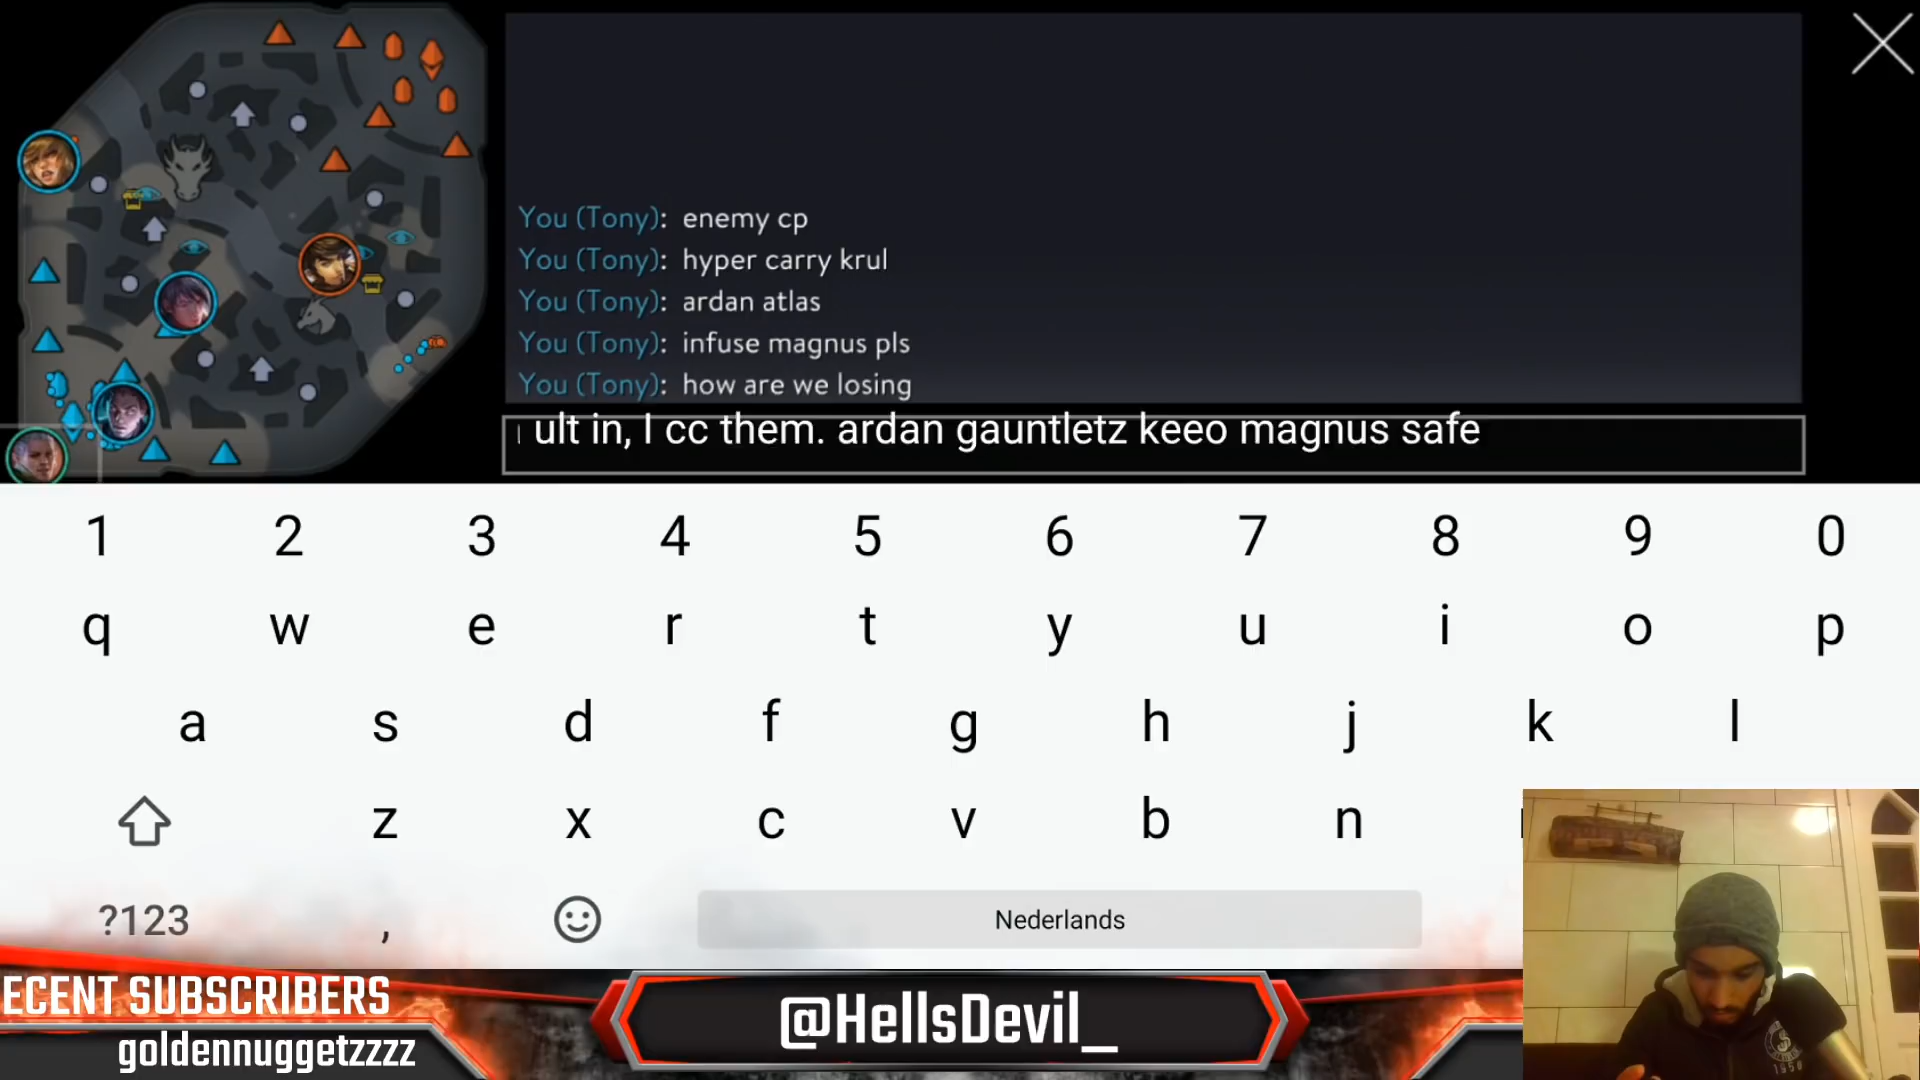 You (Tony): enemy cp
You (Tony): hyper carry krul
You (Tony): ardan atlas
You (Tony): infuse magnus pls
You (Tony): how are we losing
ult in, I cc them. ardan gauntletz keeo magnus safe
1 2 3 4 5 6 7 8 9 0
q w e r t y u i o p
a s d f g h j k l
z x c v b n
?123 , Nederlands
ECENT SUBSCRIBERS
goldennuggetzzzz
@HellsDevil_